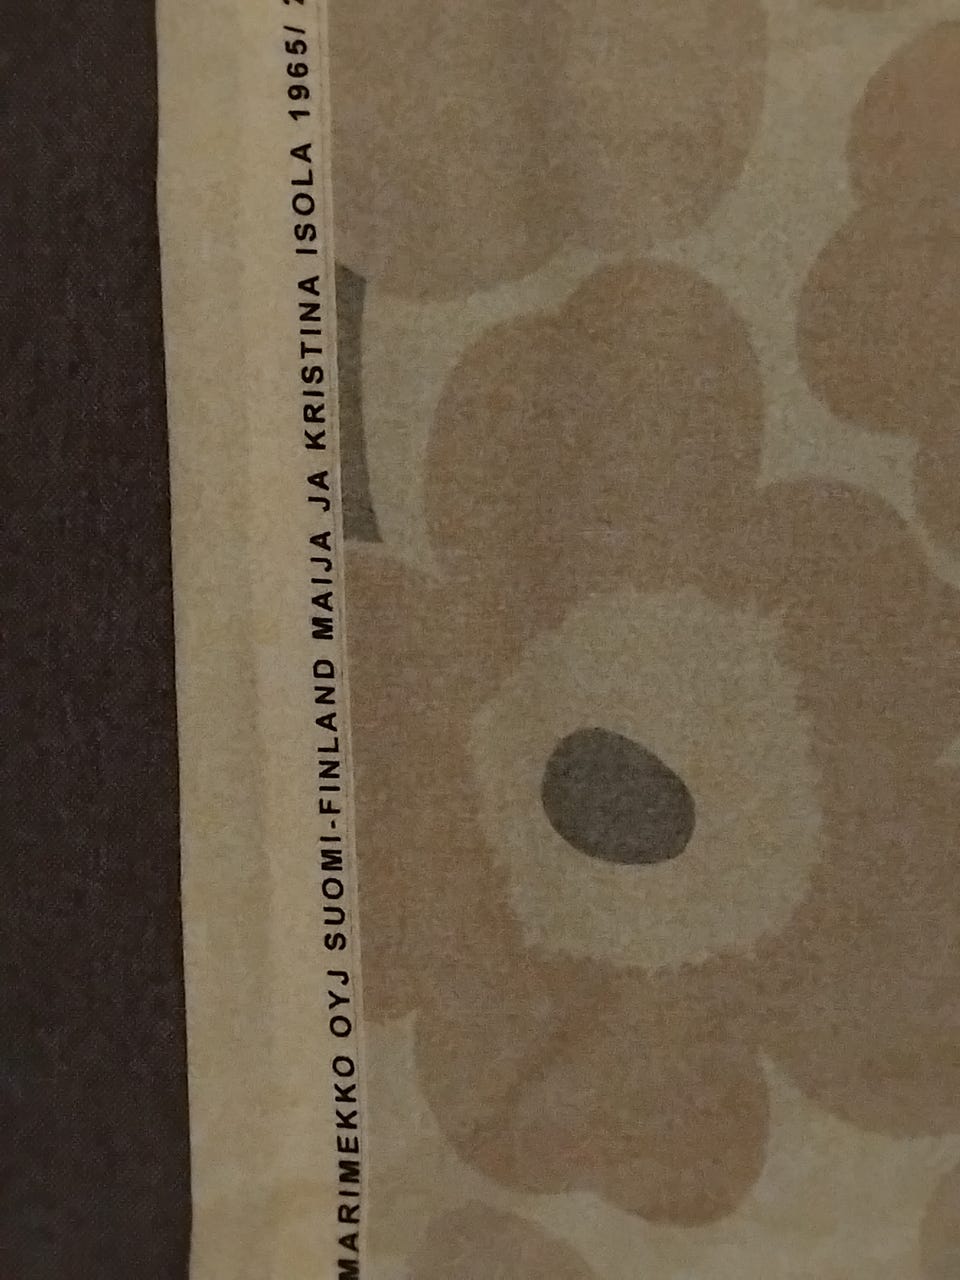 MARIMEKKO OYJ SUOMI-FINLAND MAIJA JA KRISTINA ISOLA 1965/